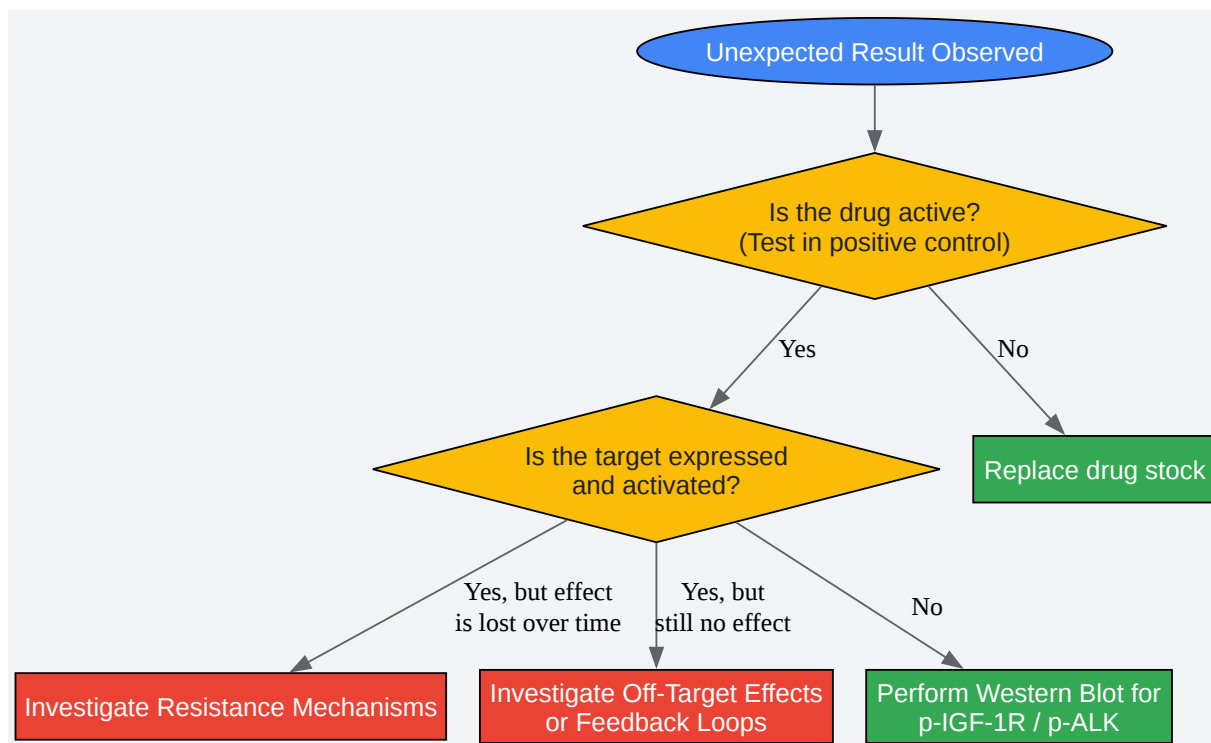 Unexpected Result Observed
Is the drug active?
(Test in positive control)
Yes
No
Is the target expressed
and activated?
Replace drug stock
Yes, but effect
is lost over time
Yes, but
still no effect
No
Investigate Resistance Mechanisms
Investigate Off-Target Effects
or Feedback Loops
Perform Western Blot for
p-IGF-1R / p-ALK